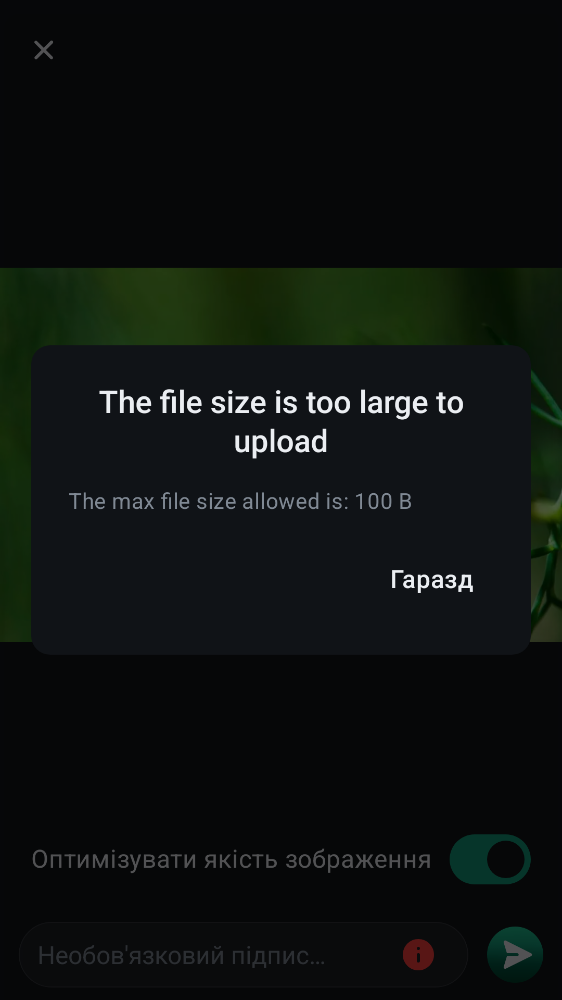 The file size is too large to
upload
The max file size allowed is: 100 B
Гаразд
Оптимізувати якість зображення
Необов'язковий підпис…